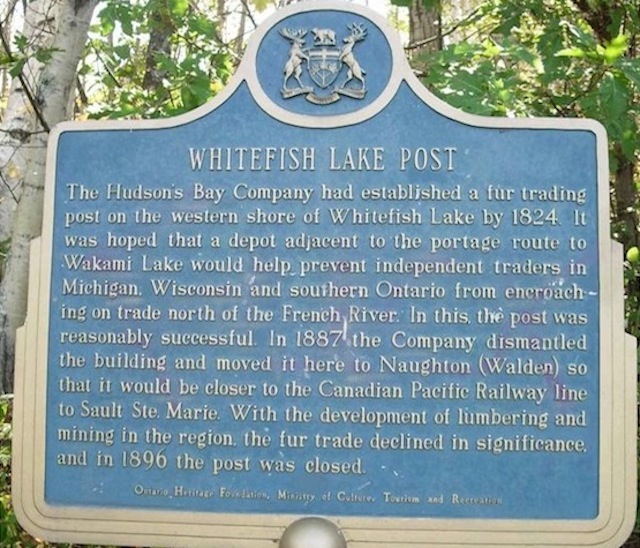 WHITEFISH LAKE POST
The Hudson's Bay Company had established a fur trading
post on the western shore of Whitefish Lake by 1824. It
was hoped that a depot adjacent to the portage route to
Wakami Lake would help prevent independent traders in
Michigan, Wisconsin and southern Ontario from encroach-
ing on trade north of the French River. In this, the post was
reasonably successful. In 1887 the Company dismantled
the building and moved it here to Naughton (Walden) so
that it would be closer to the Canadian Pacific Railway line
to Sault Ste. Marie. With the development of lumbering and
mining in the region, the fur trade declined in significance,
and in 1896 the post was closed.
Ontario Heritage Foundation, Ministry of Culture, Tourism and Recreation